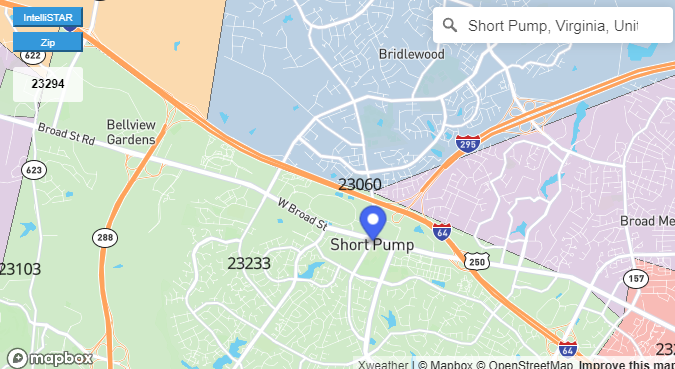 IntelliSTAR
Zip
23294
Short Pump, Virginia, Unit
622
Bridlewood
Broad St Rd
Bellview
Gardens
295
623
23060
W Broad St
Broad Me
288
64
Short Pump
250
23233
23103
157
64
mapbox
Xweather | © Mapbox © OpenStreetMap Improve this map